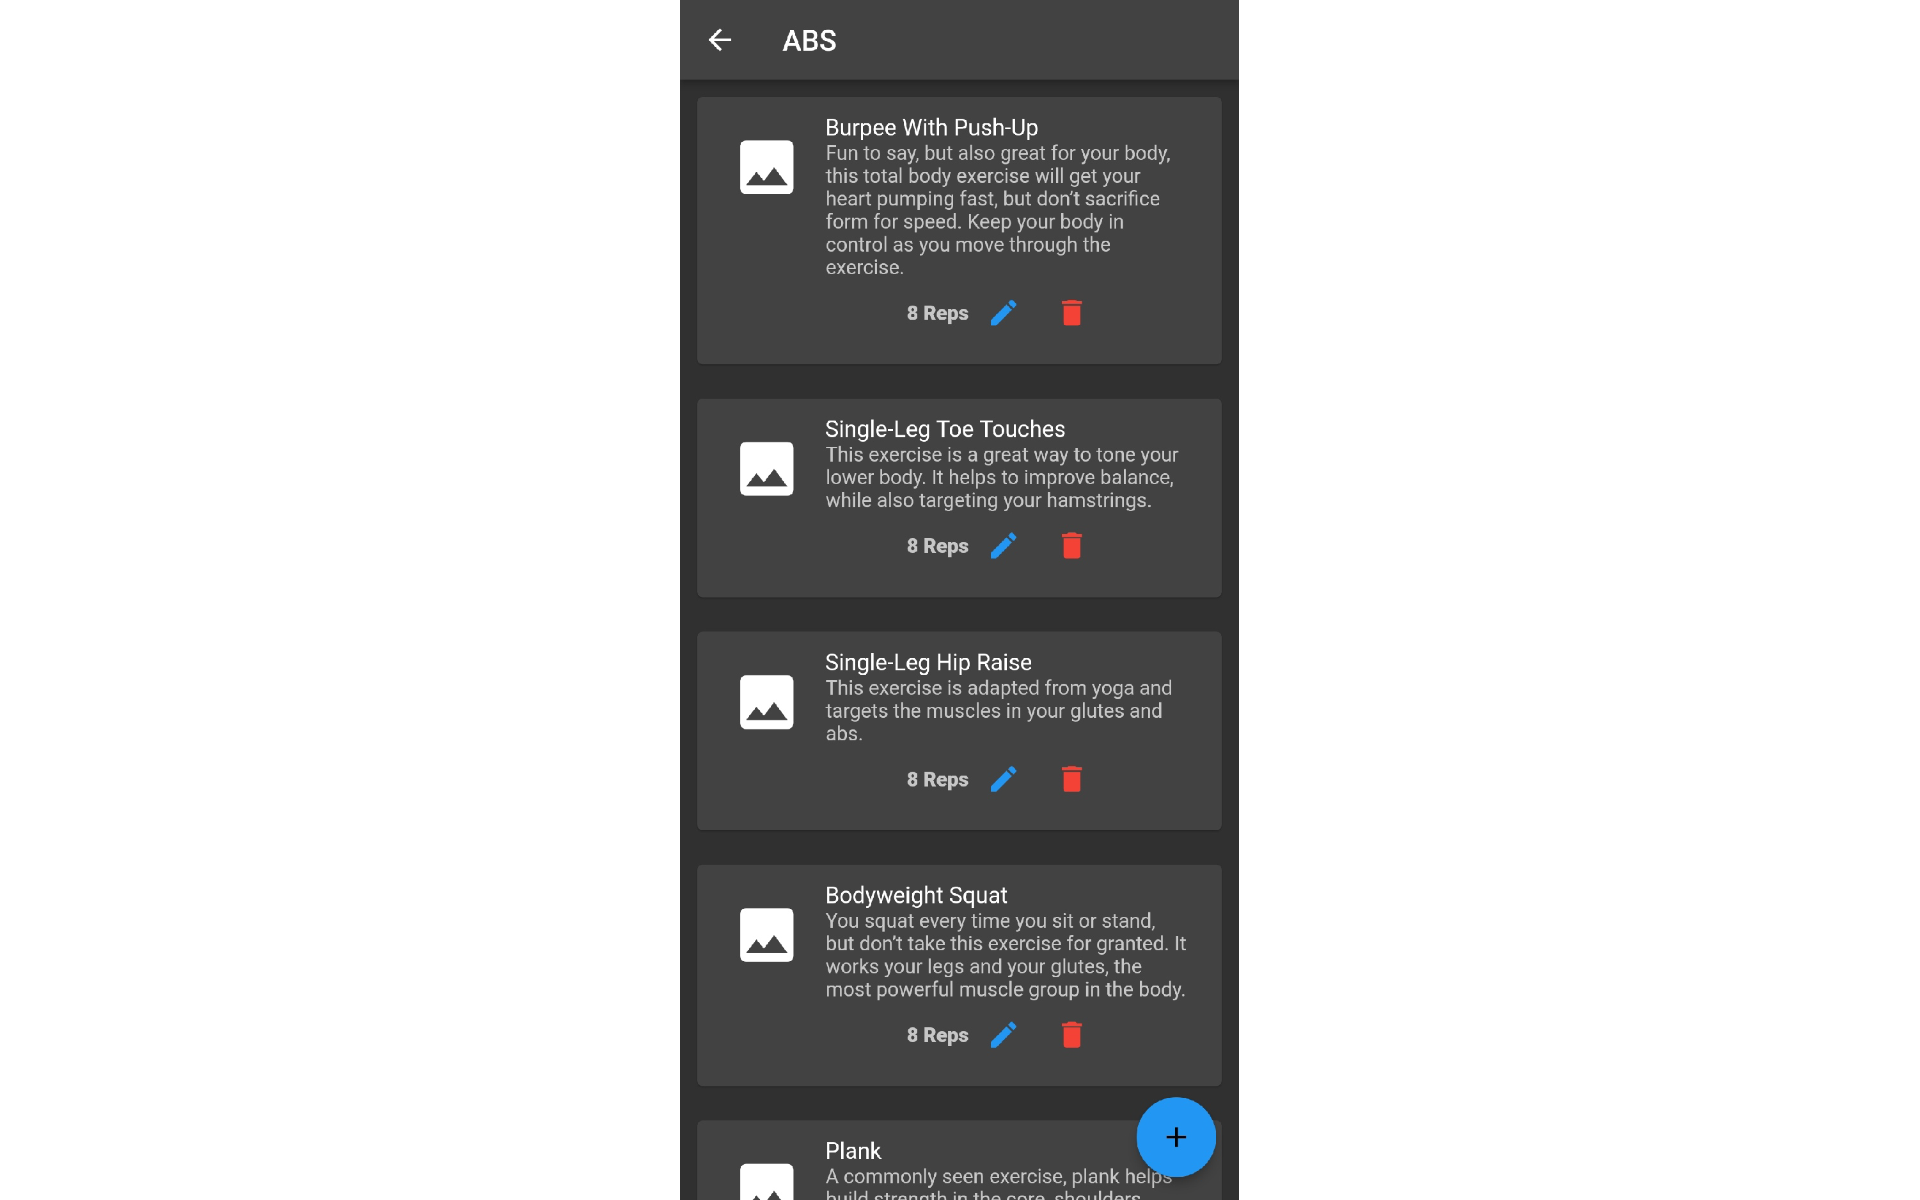 ABS
Burpee With Push-Up
Fun to say, but also great for your body,
this total body exercise will get your
heart pumping fast, but don’t sacrifice
form for speed. Keep your body in
control as you move through the
exercise.
8 Reps
Single-Leg Toe Touches
This exercise is a great way to tone your
lower body. It helps to improve balance,
while also targeting your hamstrings.
8 Reps
Single-Leg Hip Raise
This exercise is adapted from yoga and
targets the muscles in your glutes and
abs.
8 Reps
Bodyweight Squat
You squat every time you sit or stand,
but don’t take this exercise for granted. It
works your legs and your glutes, the
most powerful muscle group in the body.
8 Reps
Plank
A commonly seen exercise, plank helps
build strength in the core, shoulders,